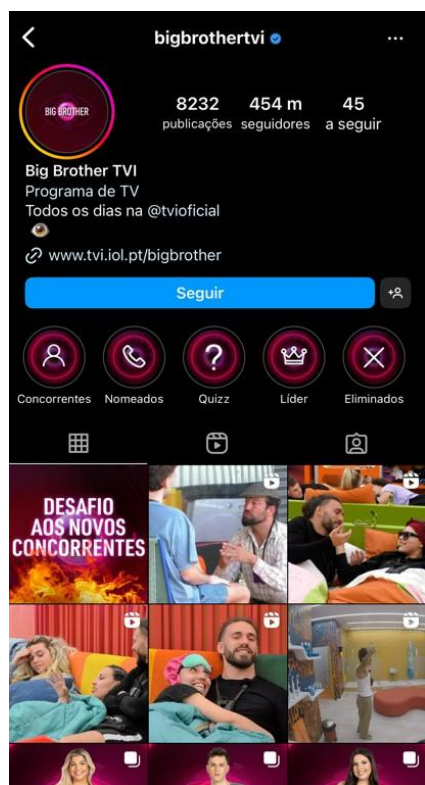 bigbrothertvi
BIG BROTHER
8232 454 m 45
publicações seguidores a seguir
Big Brother TVI
Programa de TV
Todos os dias na @tvioficial
www.tvi.iol.pt/bigbrother
Seguir
Concorrentes Nomeados Quizz Líder Eliminados
DESAFIO
AOS NOVOS
CONCORRENTES